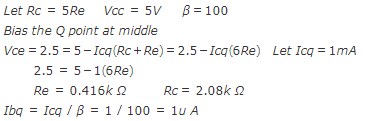 Let Rc = 5Re Vcc = 5V β = 100
Bias the Q point at middle
Vce = 2.5 = 5 – Icq(Rc + Re) = 2.5 – Icq(6Re) Let Icq = 1mA
2.5 = 5 – 1(6Re)
Re = 0.416k Ω Rc = 2.08k Ω
Ibq = Icq / β = 1 / 100 = 1u A